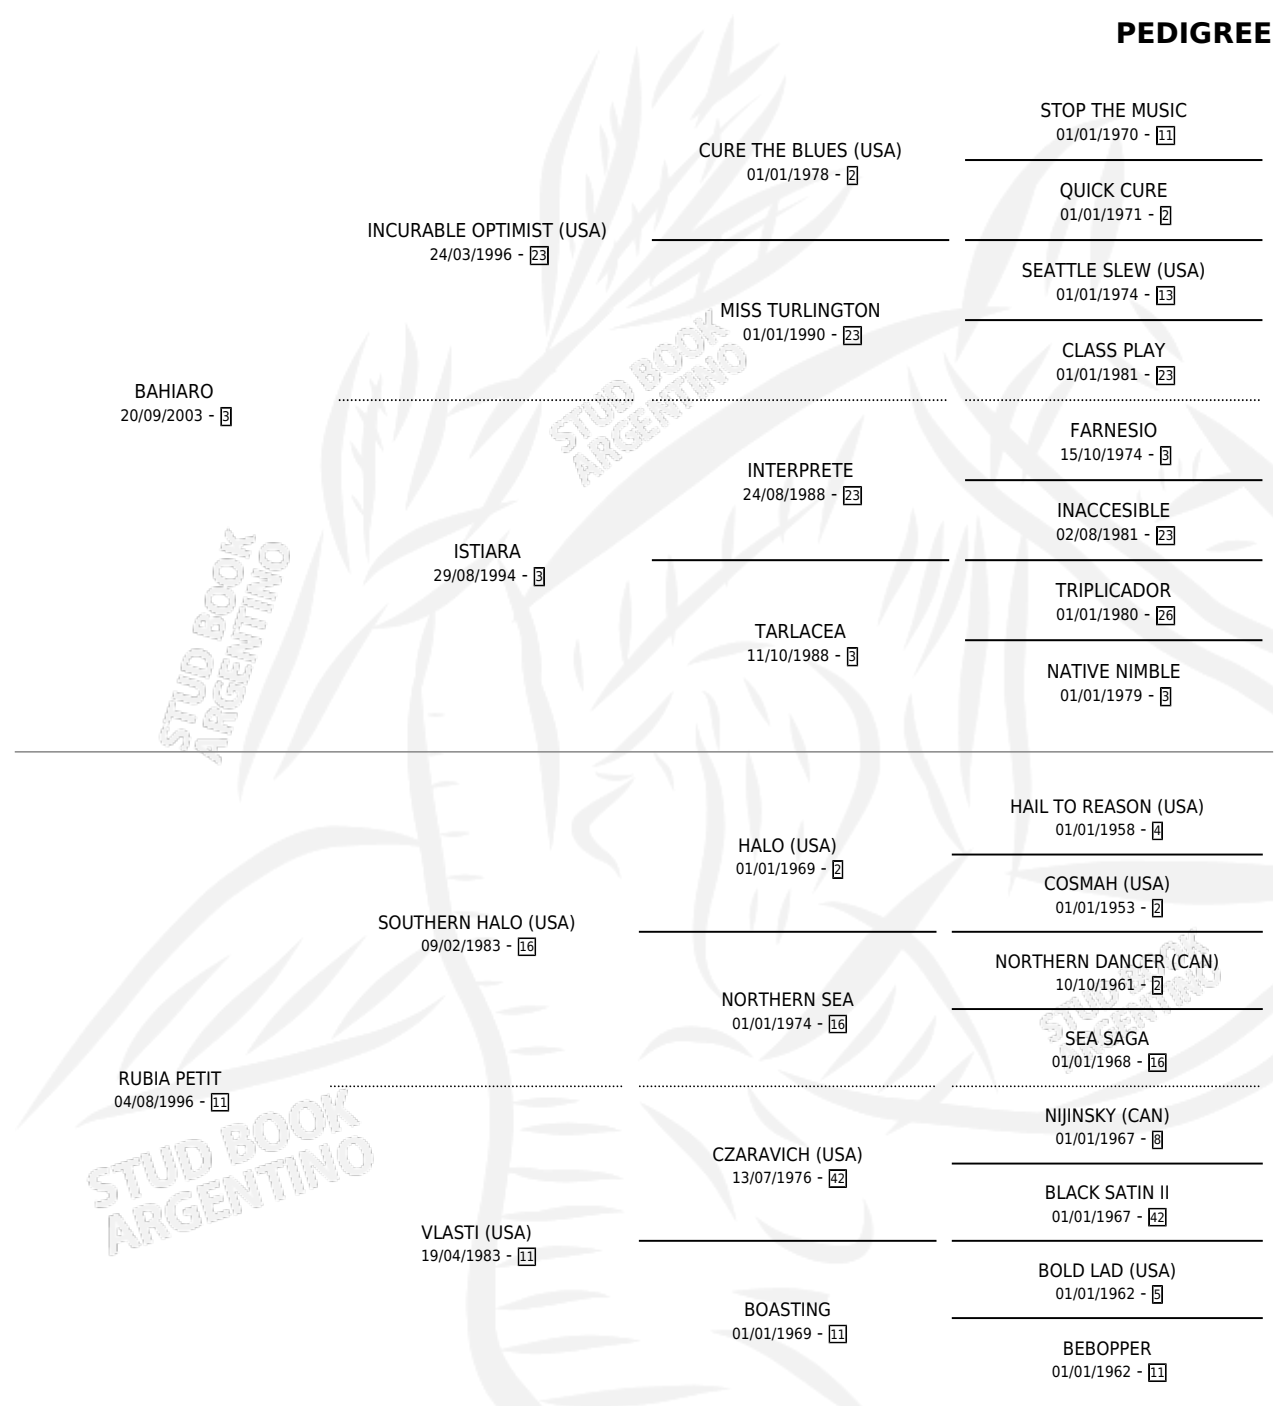 PEDIGREE
STOP THE MUSIC
01/01/1970 - 11
CURE THE BLUES (USA)
01/01/1978 - 2
QUICK CURE
01/01/1971 - 2
INCURABLE OPTIMIST (USA)
24/03/1996 - 23
SEATTLE SLEW (USA)
01/01/1974 - 13
MISS TURLINGTON
01/01/1990 - 23
CLASS PLAY
01/01/1981 - 23
BAHIARO
20/09/2003 - 3
FARNESIO
15/10/1974 - 3
INTERPRETE
24/08/1988 - 23
INACCESIBLE
02/08/1981 - 23
ISTIARA
29/08/1994 - 3
TRIPLICADOR
01/01/1980 - 26
TARLACEA
11/10/1988 - 3
NATIVE NIMBLE
01/01/1979 - 3
STUD BOOK
ARGENTINO
STUD BOOK
ARGENTINO
HAIL TO REASON (USA)
01/01/1958 - 4
HALO (USA)
01/01/1969 - 2
COSMAH (USA)
01/01/1953 - 2
SOUTHERN HALO (USA)
09/02/1983 - 16
NORTHERN DANCER (CAN)
10/10/1961 - 2
NORTHERN SEA
01/01/1974 - 16
SEA SAGA
01/01/1968 - 16
STUD BOOK
ARGENTINO
RUBIA PETIT
04/08/1996 - 11
NIJINSKY (CAN)
01/01/1967 - 8
CZARAVICH (USA)
13/07/1976 - 42
BLACK SATIN II
01/01/1967 - 42
STUD BOOK
ARGENTINO
VLASTI (USA)
19/04/1983 - 11
BOLD LAD (USA)
01/01/1962 - 5
BOASTING
01/01/1969 - 11
BEBOPPER
01/01/1962 - 11